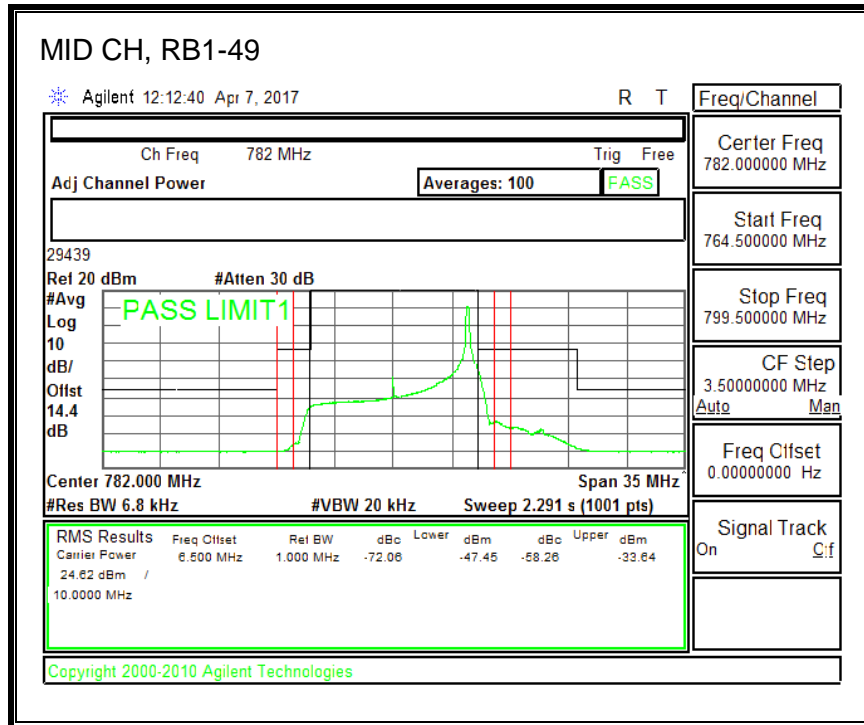 MID CH, RB1-49
Agilent 12:12:40 Apr 7, 2017 R T
Freq/Channel
Ch Freq 782 MHz Trig Free
Adj Channel Power Averages: 100 PASS
29439
Ref 20 dBm #Atten 30 dB
#Avg
Log
10
dB/
Offst
14.4
dB
PASS LIMIT1
Center 782.000 MHz Span 35 MHz
#Res BW 6.8 kHz #VBW 20 kHz Sweep 2.291 s (1001 pts)
RMS Results Freq Offset Ref BW dBc Lower dBm dBc Upper dBm
Carrier Power 6.500 MHz 1.000 MHz -72.06 -47.45 -58.26 -33.64
24.62 dBm /
10.0000 MHz
Copyright 2000-2010 Agilent Technologies
Center Freq
782.000000 MHz
Start Freq
764.500000 MHz
Stop Freq
799.500000 MHz
CF Step
3.50000000 MHz
Auto Man
Freq Offset
0.00000000 Hz
Signal Track
On Off